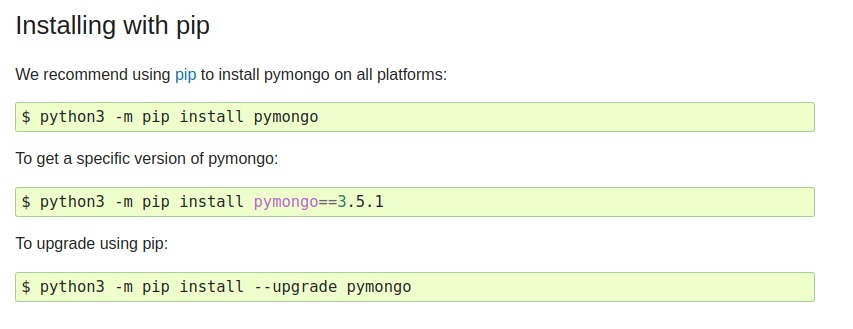 Installing with pip
We recommend using pip to install pymongo on all platforms:
$ python3 -m pip install pymongo
To get a specific version of pymongo:
$ python3 -m pip install pymongo==3.5.1
To upgrade using pip:
$ python3 -m pip install --upgrade pymongo